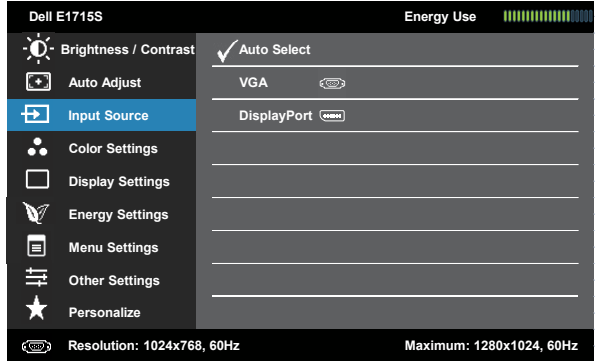 Dell E1715S Energy Use
Brightness / Contrast Auto Select
Auto Adjust VGA
Input Source DisplayPort
Color Settings
Display Settings
Energy Settings
Menu Settings
Other Settings
Personalize
Resolution: 1024x768, 60Hz Maximum: 1280x1024, 60Hz